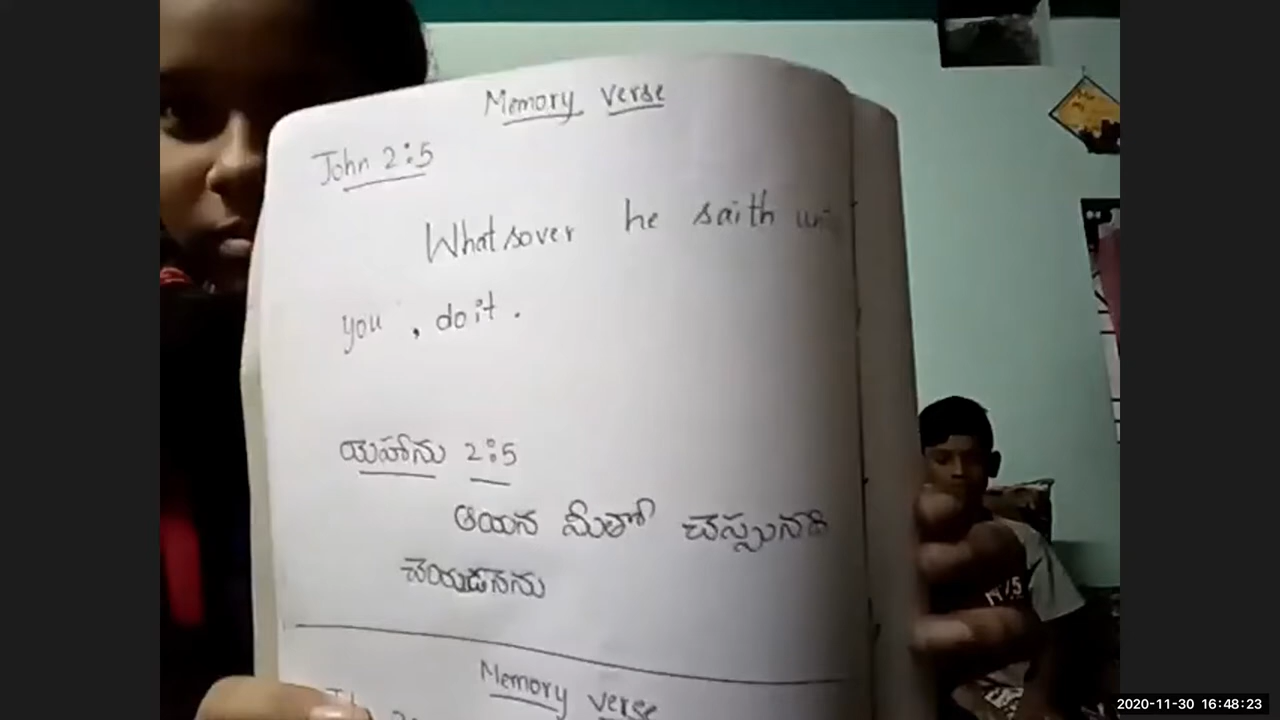 Memory verse
John 2:5
Whatsover he saith
you , do it .
యెహాను 2:5
ఆయన మీతో
చేయుడనెను
Memory verse
2020-11-30 16:48:23